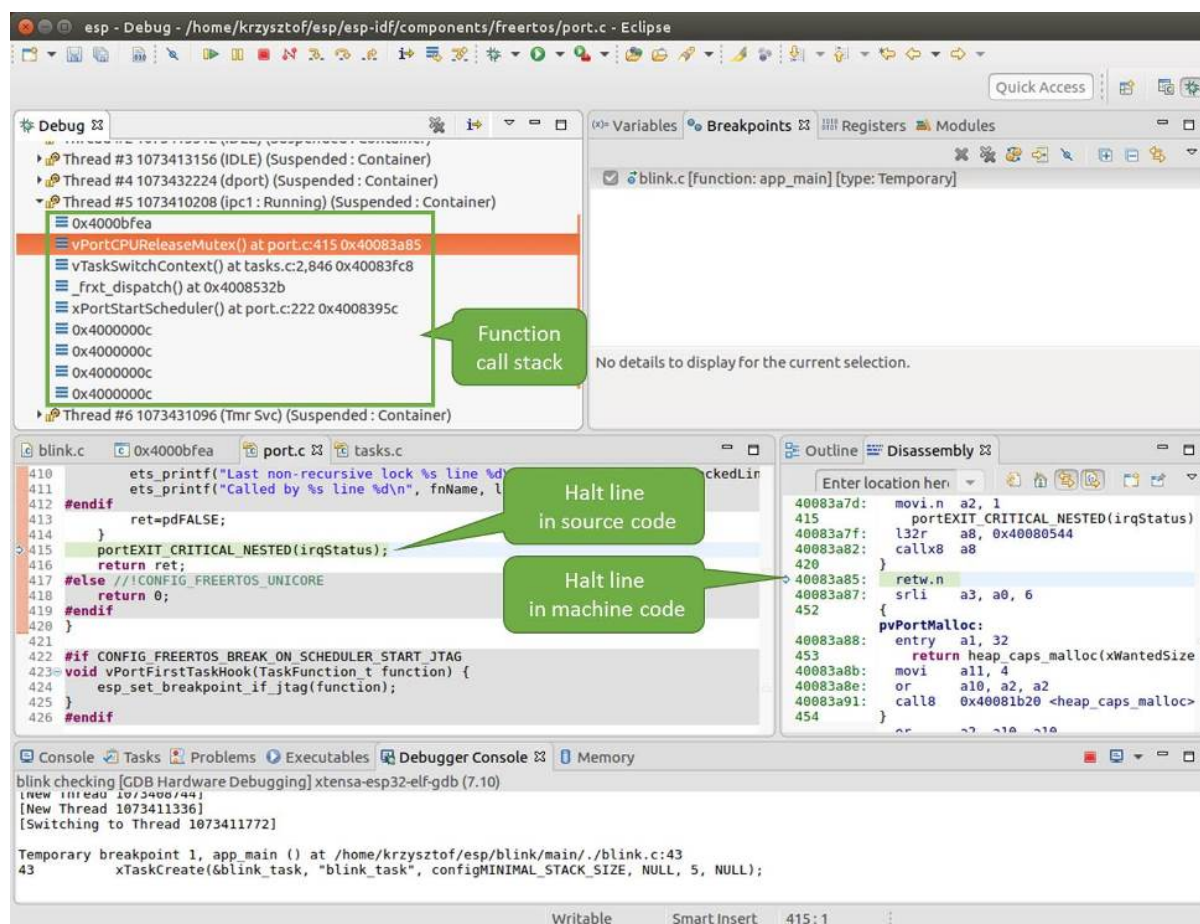 esp - Debug - /home/krzysztof/esp/esp-idf/components/freertos/port.c - Eclipse
Quick Access
Debug
Thread #3 1073413156 (IDLE) (Suspended : Container)
Thread #4 1073432224 (dport) (Suspended : Container)
Thread #5 1073410208 (ipc1 : Running) (Suspended : Container)
0x4000bfea
vPortCPUReleaseMutex() at port.c:415 0x40083a85
vTaskSwitchContext() at tasks.c:2,846 0x40083fc8
_frxt_dispatch() at 0x4008532b
xPortStartScheduler() at port.c:222 0x4008395c
0x4000000c
0x4000000c
0x4000000c
0x4000000c
Thread #6 1073431096 (Tmr Svc) (Suspended : Container)
Function
call stack
Variables Breakpoints Registers Modules
blink.c [function: app_main] [type: Temporary]
No details to display for the current selection.
blink.c 0x4000bfea port.c tasks.c
410 ets_printf("Last non-recursive lock %s line %d\ ckedLin
411 ets_printf("Called by %s line %d\n", fnName, l
412 #endif
413 ret=pdFALSE;
414 }
415 portEXIT_CRITICAL_NESTED(irqStatus);
416 return ret;
417 #else //!CONFIG_FREERTOS_UNICORE
418 return 0;
419 #endif
420 }
421
422 #if CONFIG_FREERTOS_BREAK_ON_SCHEDULER_START_JTAG
423 void vPortFirstTaskHook(TaskFunction_t function) {
424 esp_set_breakpoint_if_jtag(function);
425 }
426 #endif
Halt line
in source code
Halt line
in machine code
Outline Disassembly
Enter location her
40083a7d: movi.n a2, 1
415 portEXIT_CRITICAL_NESTED(irqStatus)
40083a7f: l32r a8, 0x40080544
40083a82: callx8 a8
420 }
40083a85: retw.n
40083a87: srli a3, a0, 6
452 {
pvPortMalloc:
40083a88: entry a1, 32
453 return heap_caps_malloc(xWantedSize
40083a8b: movi a11, 4
40083a8e: or a10, a2, a2
40083a91: call8 0x40081b20 <heap_caps_malloc>
454 }
Console Tasks Problems Executables Debugger Console Memory
blink checking [GDB Hardware Debugging] xtensa-esp32-elf-gdb (7.10)
[New Thread 1073408744]
[New Thread 1073411336]
[Switching to Thread 1073411772]
Temporary breakpoint 1, app_main () at /home/krzysztof/esp/blink/main/./blink.c:43
43 xTaskCreate(&blink_task, "blink_task", configMINIMAL_STACK_SIZE, NULL, 5, NULL);
Writable Smart Insert 415 : 1